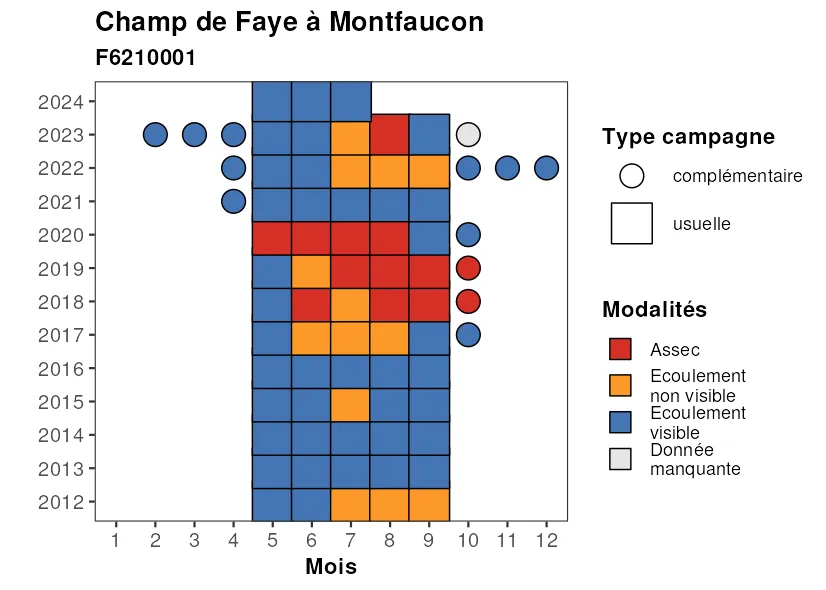 Champ de Faye à Montfaucon
F6210001
2024
2023
2022
2021
2020
2019
2018
2017
2016
2015
2014
2013
2012
1 2 3 4 5 6 7 8 9 10 11 12
Mois
Type campagne
complémentaire
usuelle
Modalités
Assec
Ecoulement
non visible
Ecoulement
visible
Donnée
manquante